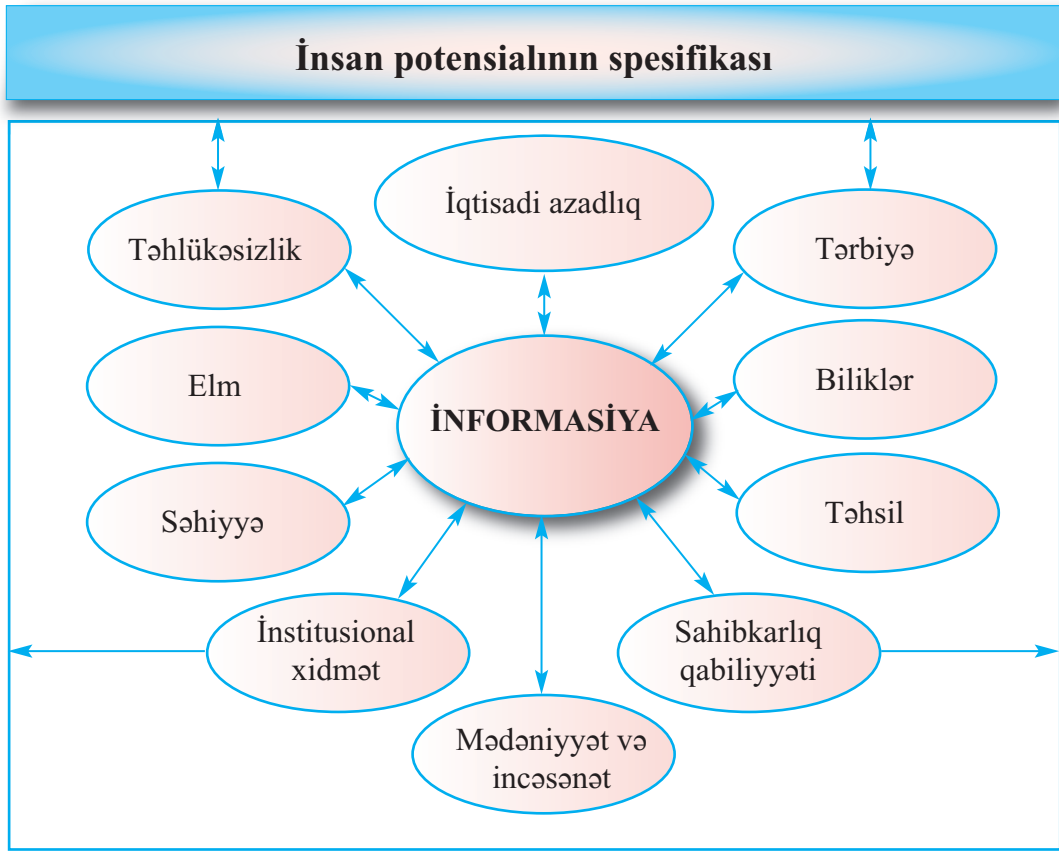 İnsan potensialının spesifikası
İqtisadi azadlıq
Təhlükəsizlik
Tərbiyə
Elm
Biliklər
İNFORMASİYA
Səhiyyə
Təhsil
İnstitusional
xidmət
Sahibkarlıq
qabiliyyəti
Mədəniyyət və
incəsənət